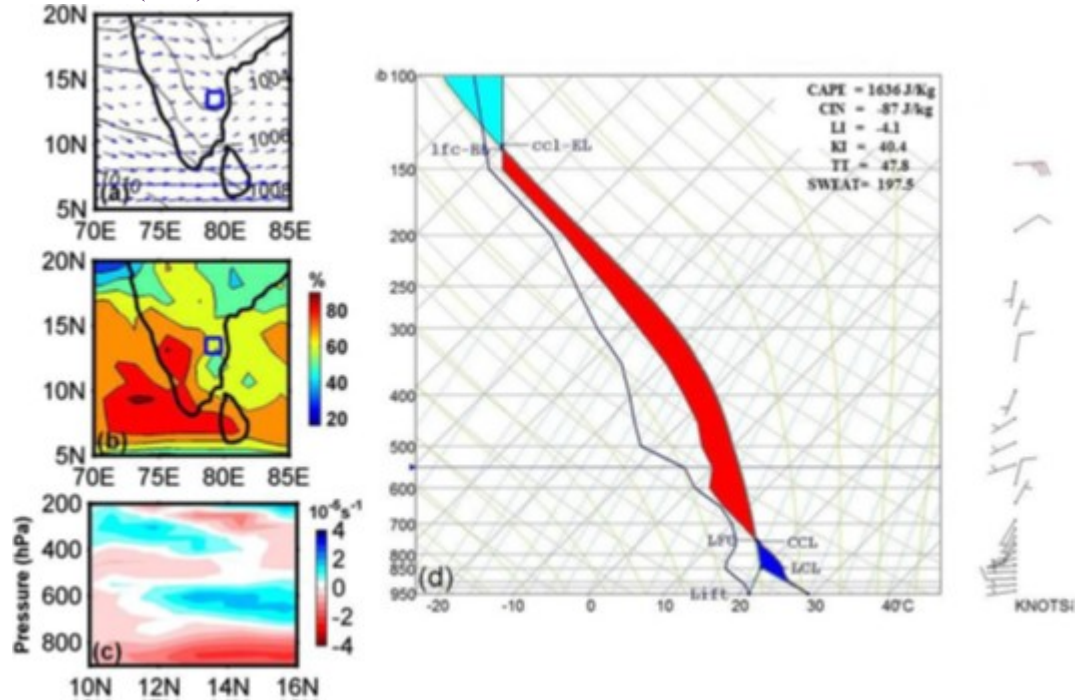 20N
15N
10N
5N
70E 75E 80E 85E
1004
1008
1008
1010
(a)
20N
15N
10N
5N
70E 75E 80E 85E
(b)
%
80
60
40
20
Pressure (hPa)
200
400
600
800
10N 12N 14N 16N
(c)
10⁻⁶s⁻¹
4
2
0
-2
-4
100
150
200
250
300
400
500
600
700
800
850
950
-20 -10 0 10 20 30 40°C
CAPE = 1636 J/Kg
CIN = -87 J/kg
LI = -4.1
KI = 40.4
TT = 47.8
SWEAT= 197.5
ccl-EL
CCL
LCL
Lift
(d)
KNOTS